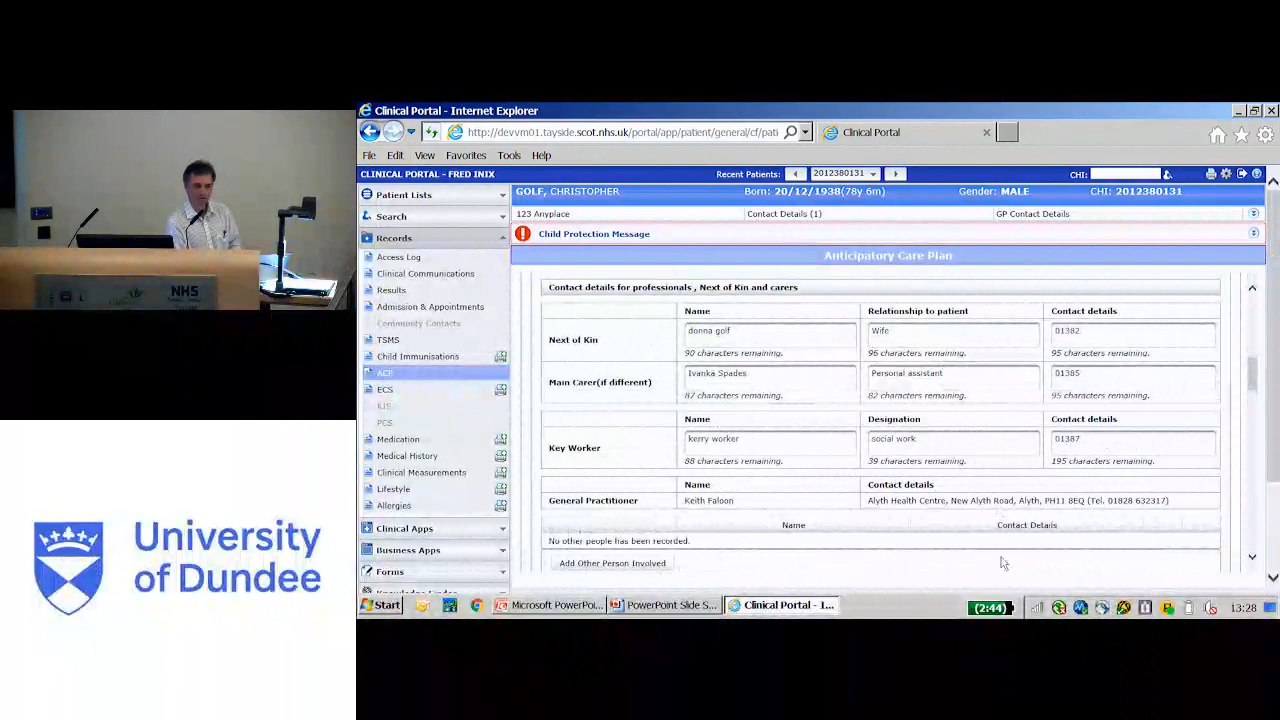 Clinical Portal - Internet Explorer
http://devvm01.tayside.scot.nhs.uk/portal/app/patient/general/cf/pati
Clinical Portal
File Edit View Favorites Tools Help
CLINICAL PORTAL - FRED INIX
Recent Patients: 2012380131 CHI:
Patient Lists
Search
Records
Access Log
Clinical Communications
Results
Admission & Appointments
Community Contacts
TSMS
Child Immunisations
ACP
ECS
KIS
PCS
Medication
Medical History
Clinical Measurements
Lifestyle
Allergies
Clinical Apps
Business Apps
Forms
GOLF, CHRISTOPHER Born: 20/12/1938(78y 6m) Gender: MALE CHI: 2012380131
123 Anyplace Contact Details (1) GP Contact Details
Child Protection Message
Anticipatory Care Plan
Contact details for professionals , Next of Kin and carers
Name Relationship to patient Contact details
Next of Kin donna golf Wife 01382
90 characters remaining. 96 characters remaining. 95 characters remaining.
Main Carer(if different) Ivanka Spades Personal assistant 01385
87 characters remaining. 82 characters remaining. 95 characters remaining.
Name Designation Contact details
Key Worker kerry worker social work 01387
88 characters remaining. 39 characters remaining. 195 characters remaining.
Name Contact details
General Practitioner Keith Faloon Alyth Health Centre, New Alyth Road, Alyth, PH11 8EQ (Tel. 01828 632317)
Name Contact Details
No other people has been recorded.
Add Other Person Involved
Start Microsoft PowerPoi... PowerPoint Slide S... Clinical Portal - 1... (2:44) 13:28
NHS
University
of Dundee